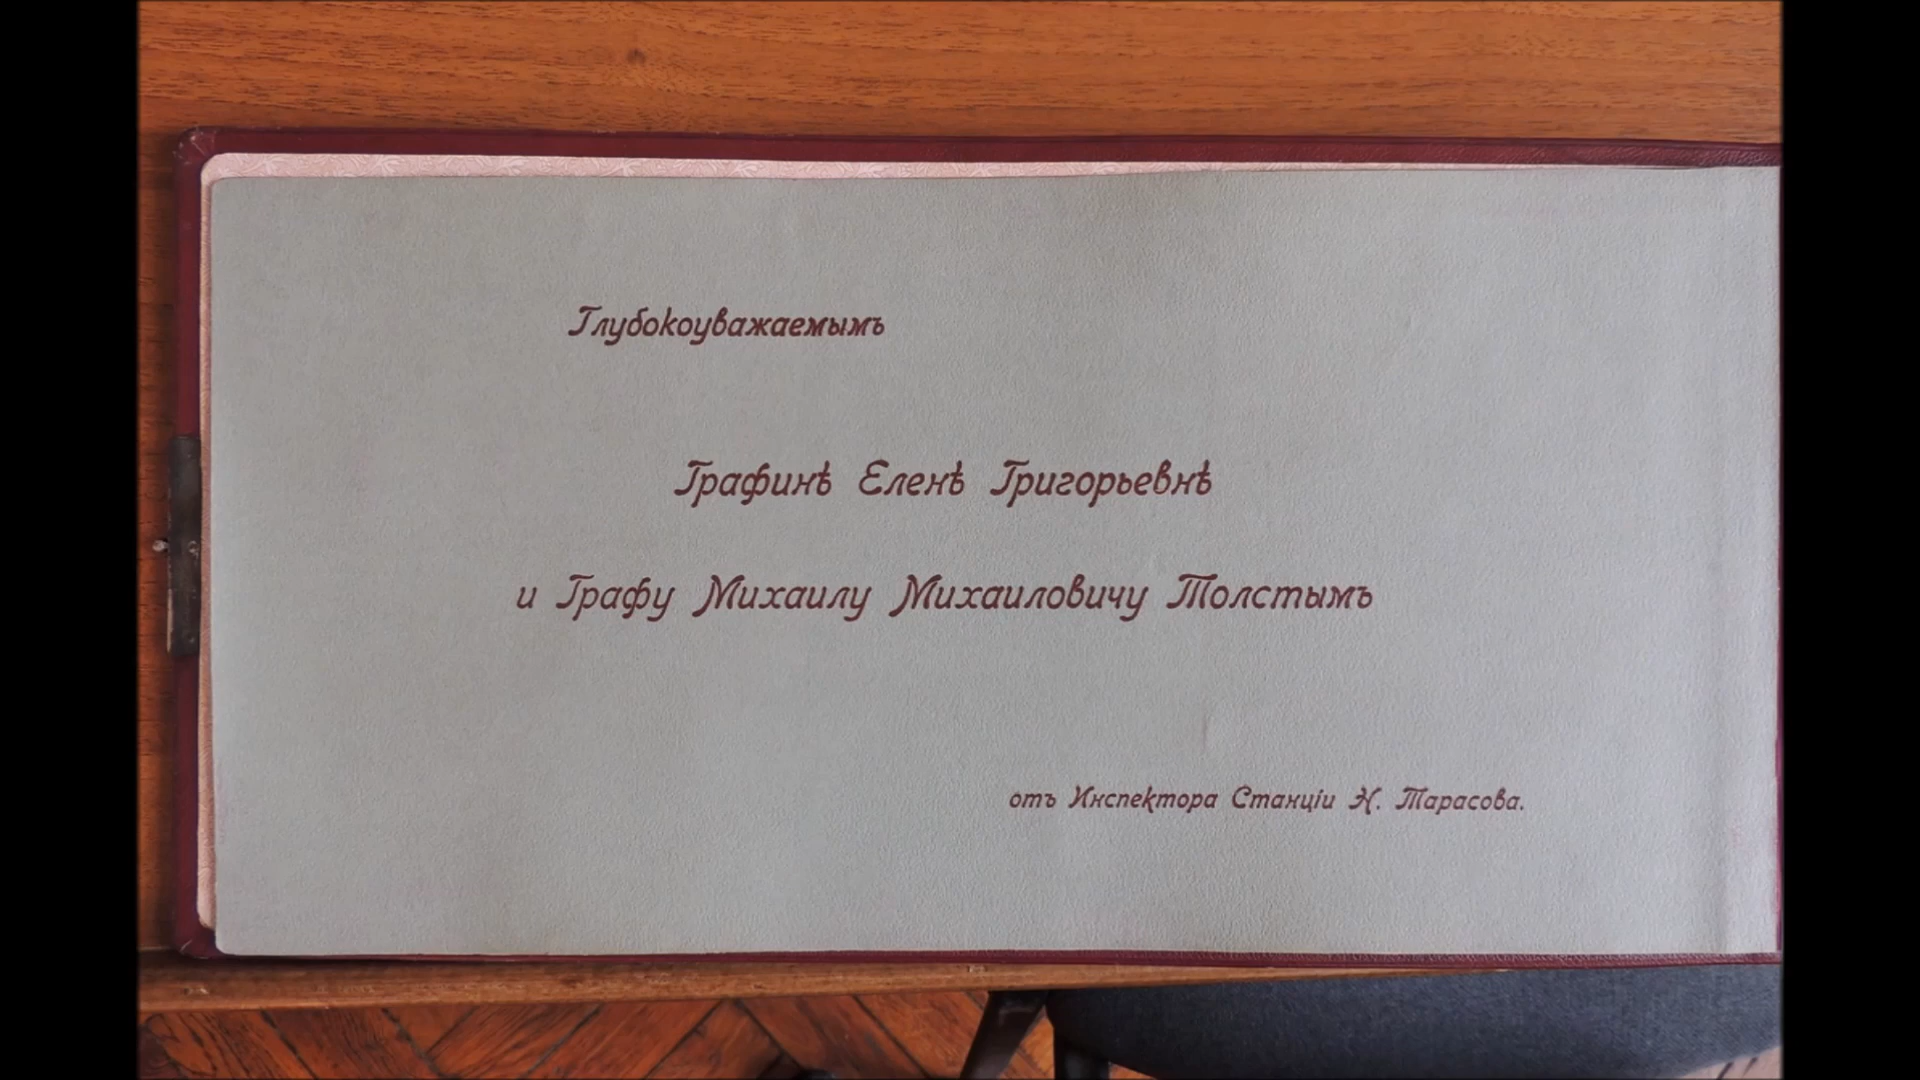 Глубокоуважаемымъ
Графинѣ Еленѣ Григорьевнѣ
и Графу Михаилу Михаиловичу Толстымъ
отъ Инспектора Станціи Н. Тарасова.